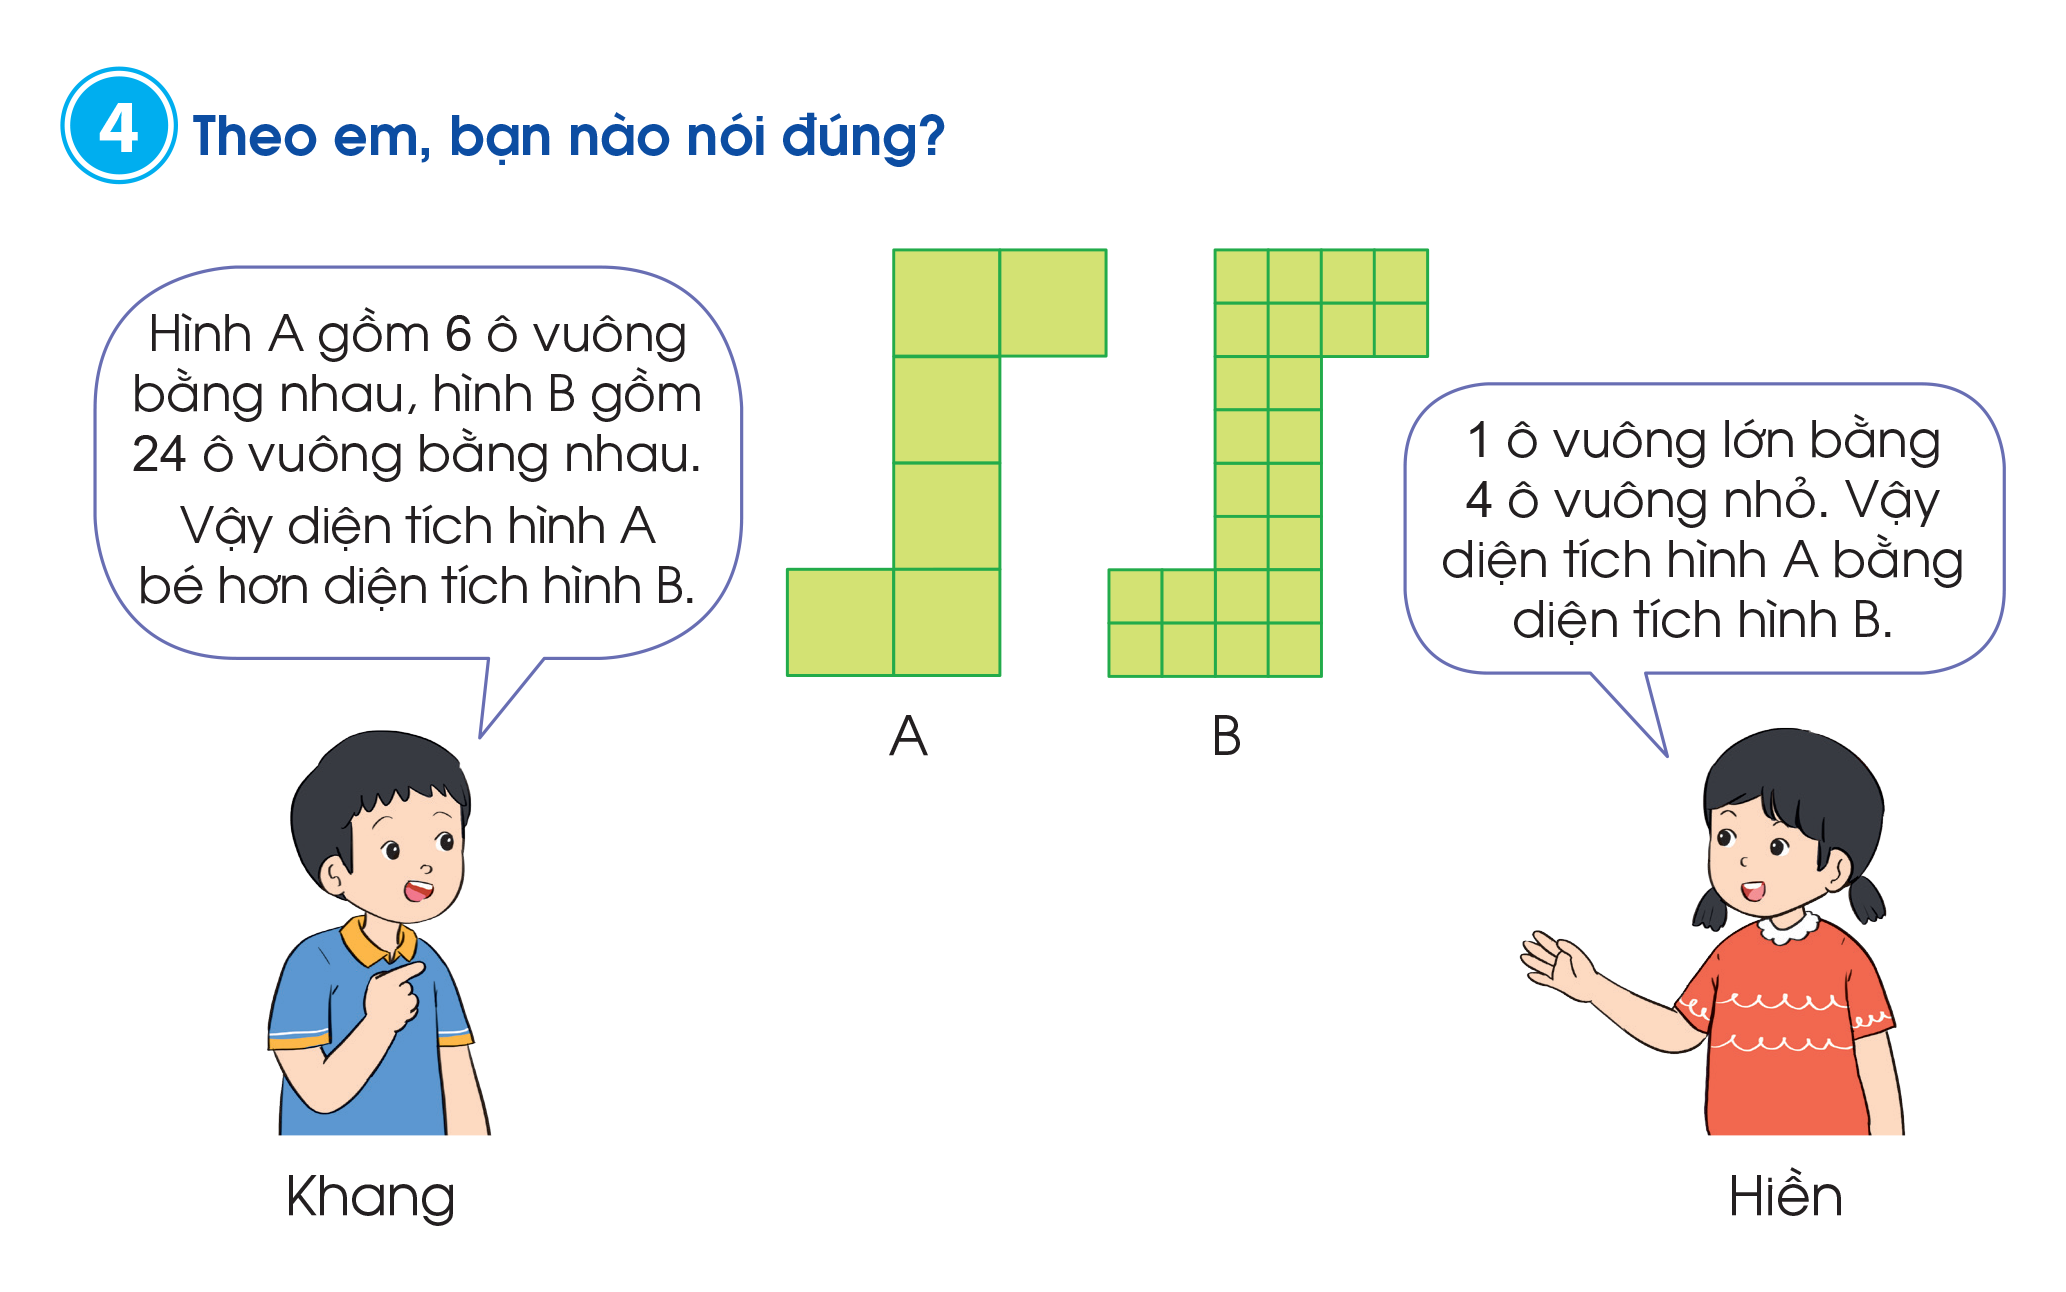 4 Theo em, bạn nào nói đúng?
Hình A gồm 6 ô vuông
bằng nhau, hình B gồm
24 ô vuông bằng nhau.
Vậy diện tích hình A
bé hơn diện tích hình B.
1 ô vuông lớn bằng
4 ô vuông nhỏ. Vậy
diện tích hình A bằng
diện tích hình B.
A
B
Khang
Hiền